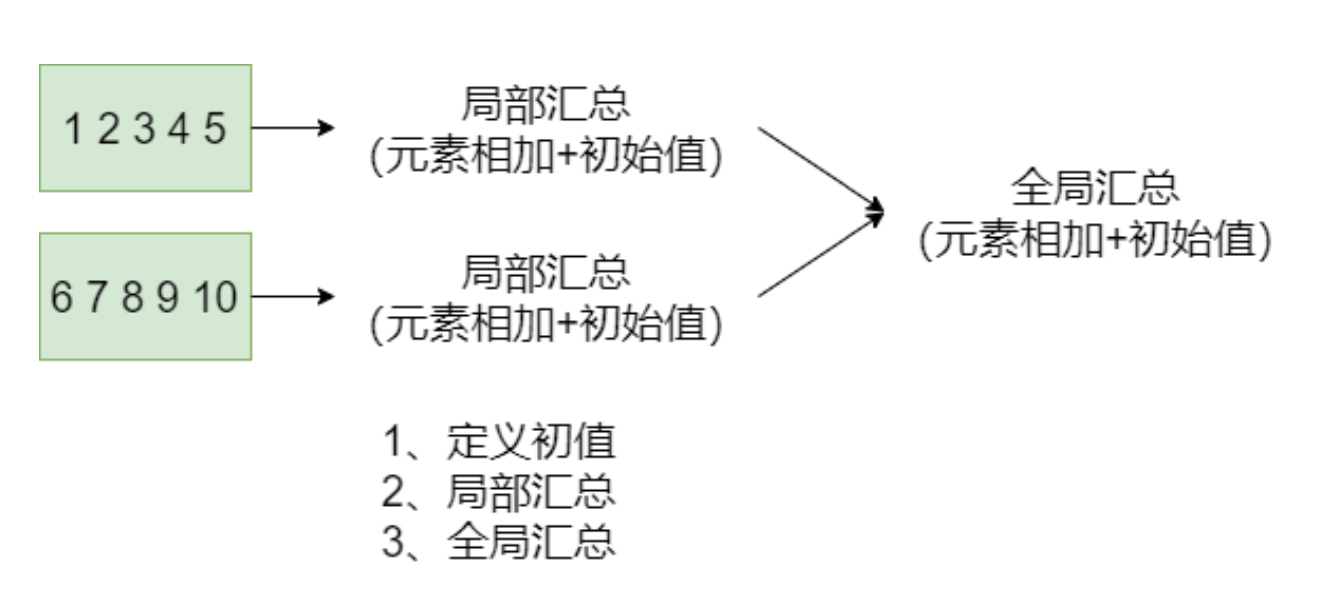 1 2 3 4 5
局部汇总
(元素相加+初始值)
6 7 8 9 10
局部汇总
(元素相加+初始值)
全局汇总
(元素相加+初始值)
1、定义初值
2、局部汇总
3、全局汇总